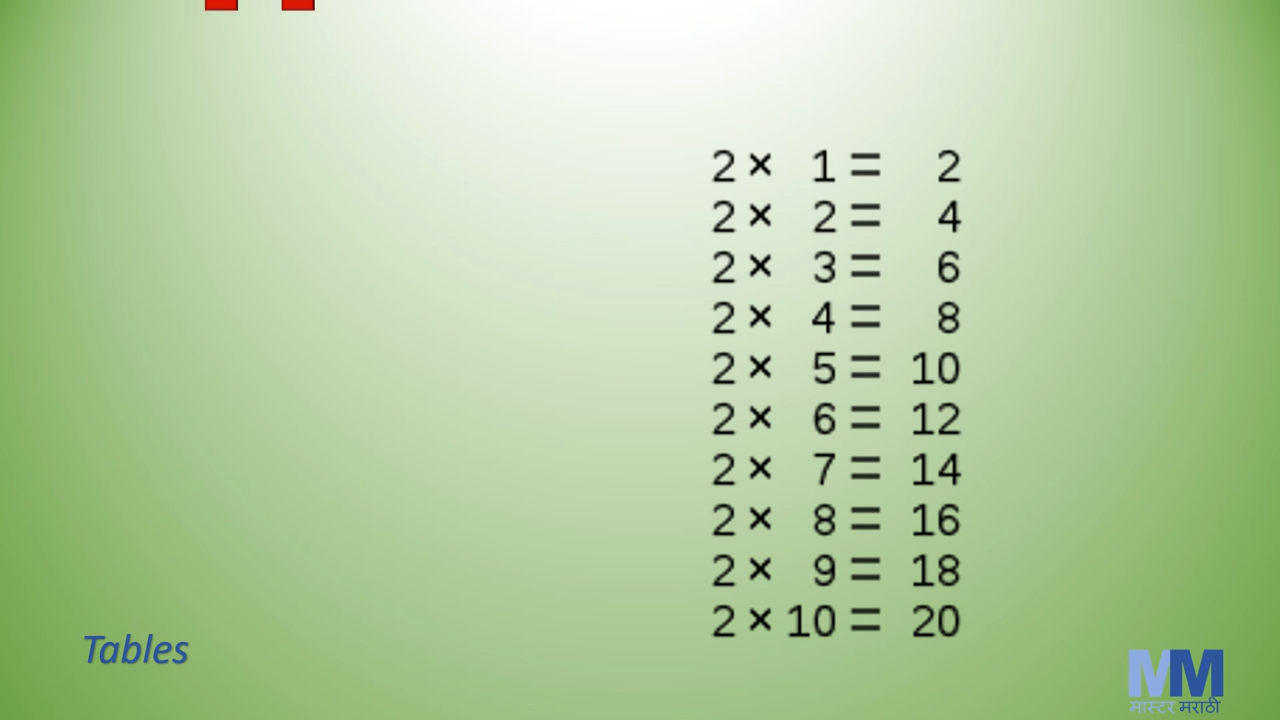 2 × 1 = 2
2 × 2 = 4
2 × 3 = 6
2 × 4 = 8
2 × 5 = 10
2 × 6 = 12
2 × 7 = 14
2 × 8 = 16
2 × 9 = 18
2 × 10 = 20
Tables
MM
मास्टर मराठी